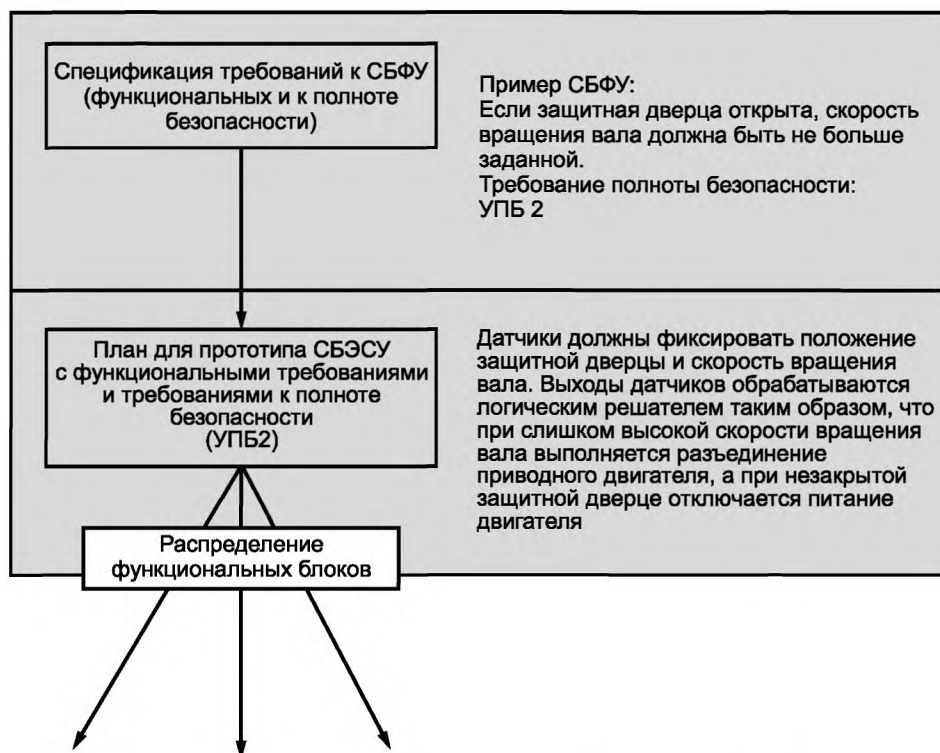 Спецификация требований к СБФУ
(функциональных и к полноте
безопасности)
Пример СБФУ:
Если защитная дверца открыта, скорость
вращения вала должна быть не больше
заданной.
Требование полноты безопасности:
УПБ 2
План для прототипа СБЭСУ
с функциональными требованиями
и требованиями к полноте
безопасности
(УПБ2)
Датчики должны фиксировать положение
защитной дверцы и скорость вращения
вала. Выходы датчиков обрабатываются
логическим решателем таким образом, что
при слишком высокой скорости вращения
вала выполняется разъединение
приводного двигателя, а при незакрытой
защитной дверце отключается питание
двигателя
Распределение
функциональных блоков